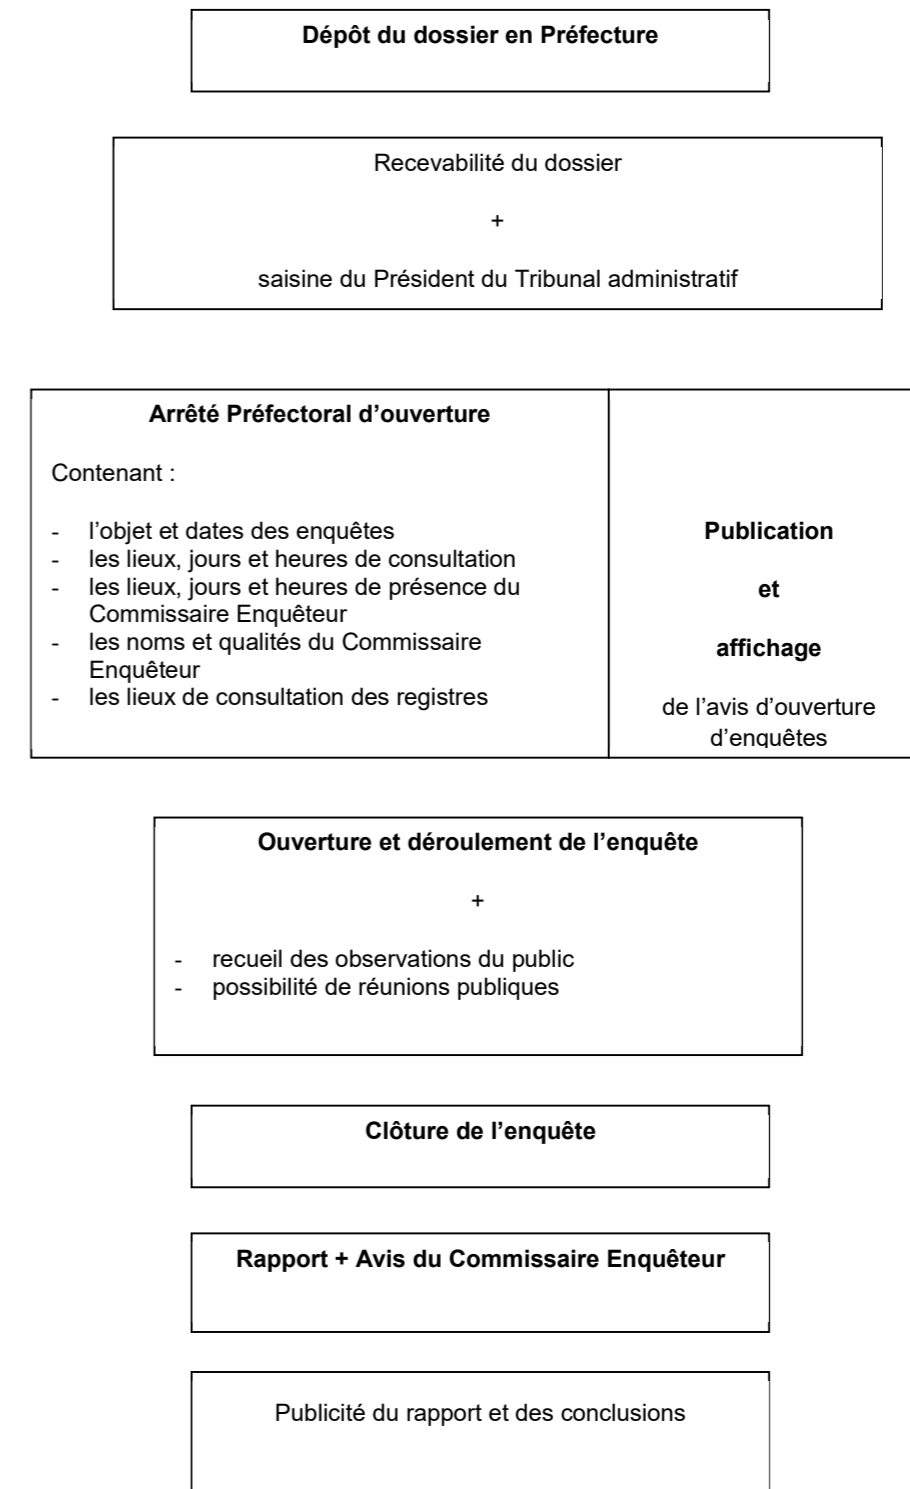 Dépôt du dossier en Préfecture
Recevabilité du dossier
+
saisine du Président du Tribunal administratif
Arrêté Préfectoral d’ouverture
Contenant :
- l’objet et dates des enquêtes
- les lieux, jours et heures de consultation
- les lieux, jours et heures de présence du
Commissaire Enquêteur
- les noms et qualités du Commissaire
Enquêteur
- les lieux de consultation des registres
Publication
et
affichage
de l’avis d’ouverture
d’enquêtes
Ouverture et déroulement de l’enquête
+
- recueil des observations du public
- possibilité de réunions publiques
Clôture de l’enquête
Rapport + Avis du Commissaire Enquêteur
Publicité du rapport et des conclusions